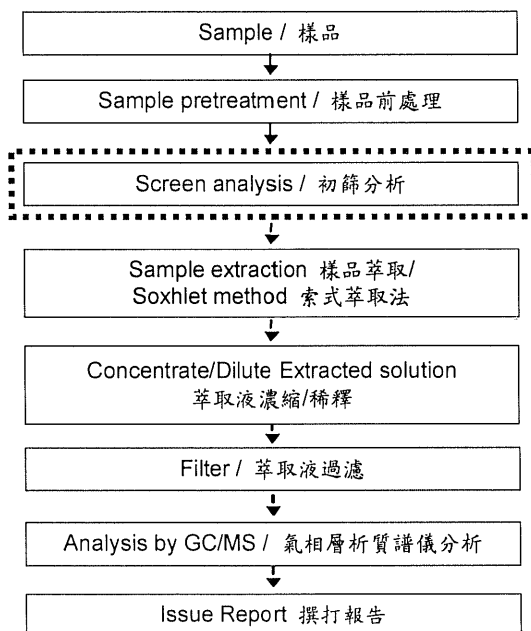 Sample / 樣品
Sample pretreatment / 樣品前處理
Screen analysis / 初篩分析
Sample extraction 樣品萃取/
Soxhlet method 索式萃取法
Concentrate/Dilute Extracted solution
萃取液濃縮/稀釋
Filter / 萃取液過濾
Analysis by GC/MS / 氣相層析質譜儀分析
Issue Report 撰打報告